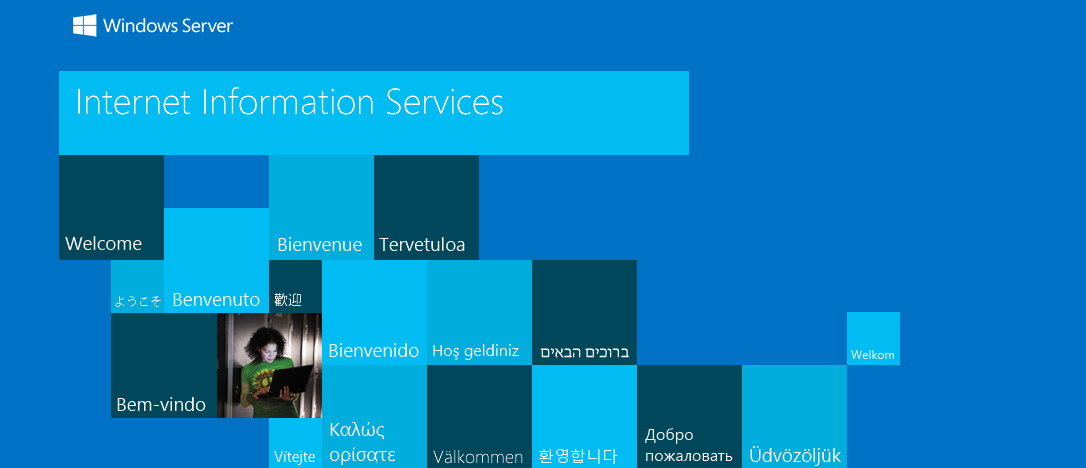 Windows Server
Internet Information Services
Welcome
Bienvenue
Tervetuloa
ようこそ
Benvenuto
歡迎
Bienvenido
Hoş geldiniz
ברוכים הבאים
Welkom
Bem-vindo
Vítejte
Καλώς
ορίσατε
Välkommen
환영합니다
Добро
пожаловать
Üdvözöljük